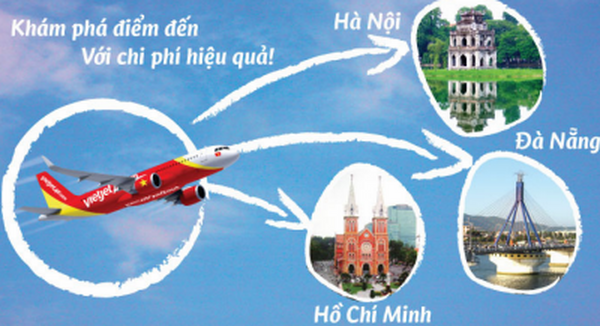 Khám phá điểm đến
Với chi phí hiệu quả!
Hà Nội
Đà Nẵng
Hồ Chí Minh
vietjet